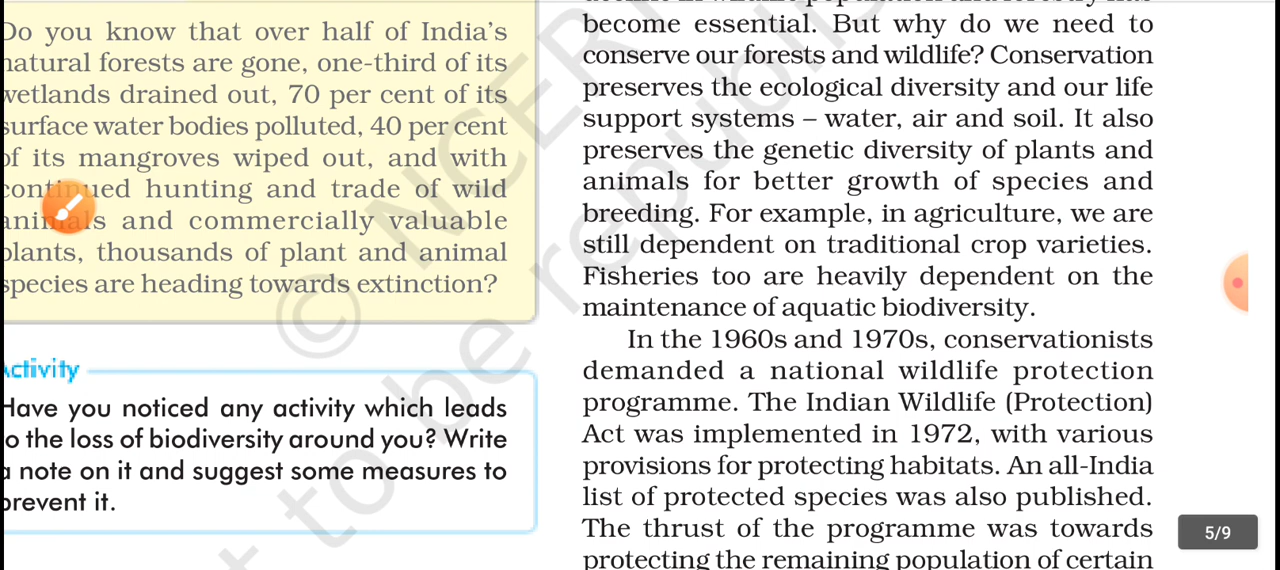 Do you know that over half of India's
natural forests are gone, one-third of its
wetlands drained out, 70 per cent of its
surface water bodies polluted, 40 per cent
of its mangroves wiped out, and with
continued hunting and trade of wild
animals and commercially valuable
plants, thousands of plant and animal
species are heading towards extinction?
Activity
Have you noticed any activity which leads
to the loss of biodiversity around you? Write
a note on it and suggest some measures to
prevent it.
become essential. But why do we need to
conserve our forests and wildlife? Conservation
preserves the ecological diversity and our life
support systems – water, air and soil. It also
preserves the genetic diversity of plants and
animals for better growth of species and
breeding. For example, in agriculture, we are
still dependent on traditional crop varieties.
Fisheries too are heavily dependent on the
maintenance of aquatic biodiversity.
In the 1960s and 1970s, conservationists
demanded a national wildlife protection
programme. The Indian Wildlife (Protection)
Act was implemented in 1972, with various
provisions for protecting habitats. An all-India
list of protected species was also published.
The thrust of the programme was towards
protecting the remaining population of certain
5/9
© NCER
t to be republi